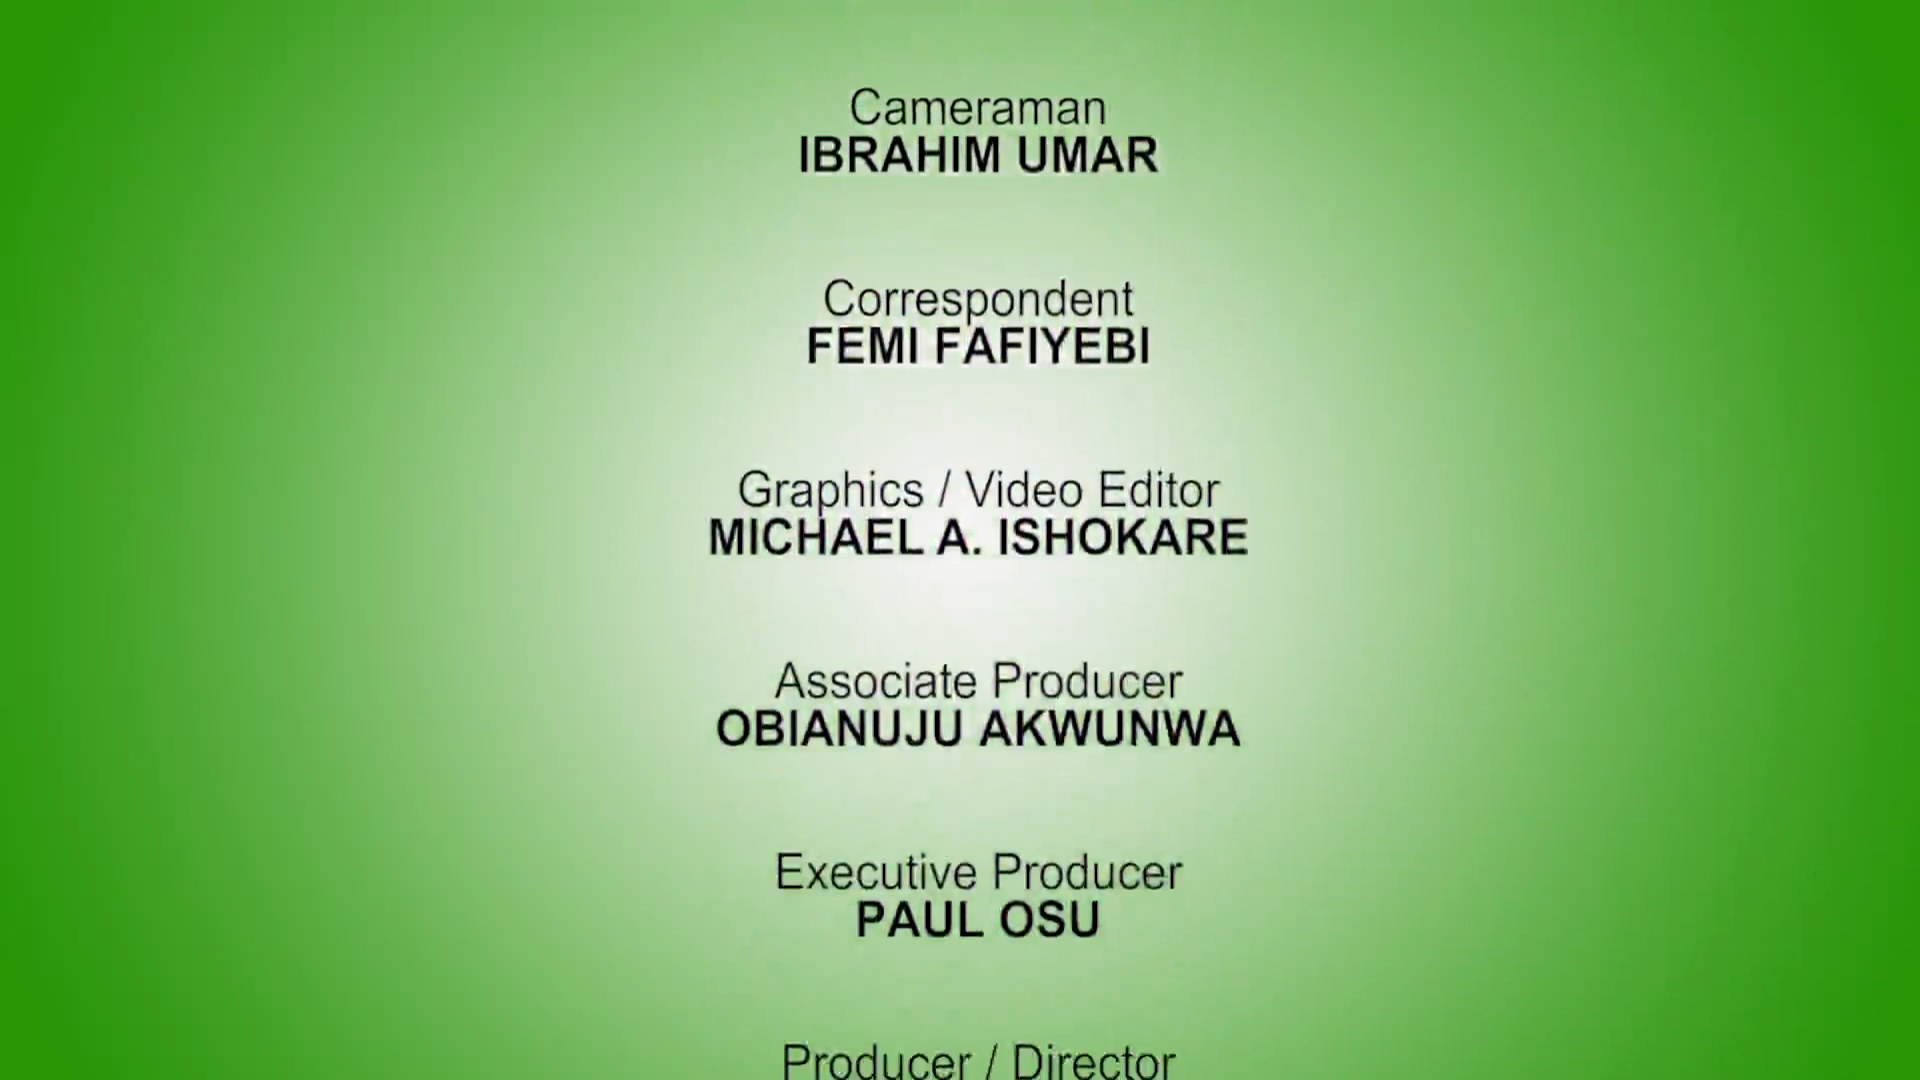 Cameraman
IBRAHIM UMAR
Correspondent
FEMI FAFIYEBI
Graphics / Video Editor
MICHAEL A. ISHOKARE
Associate Producer
OBIANUJU AKWUNWA
Executive Producer
PAUL OSU
Producer / Director